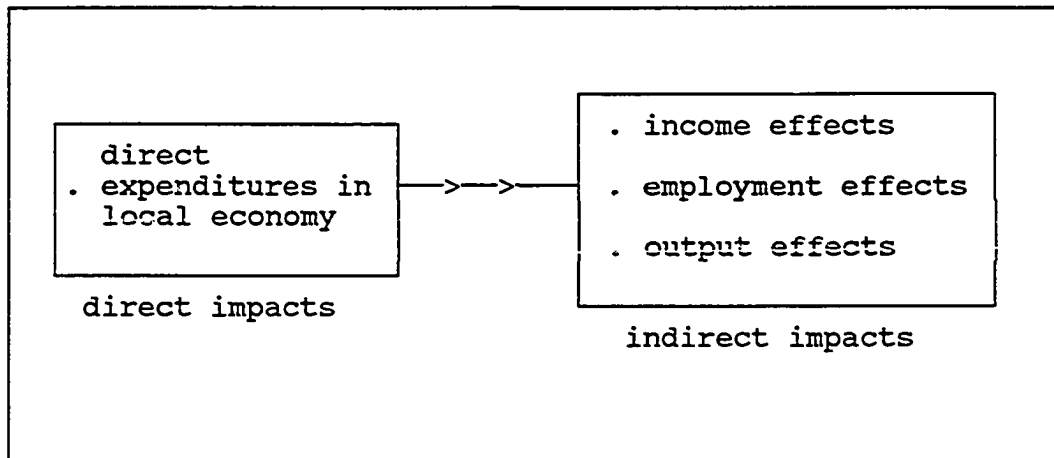 direct
. expenditures in
local economy
direct impacts
. income effects
. employment effects
. output effects
indirect impacts